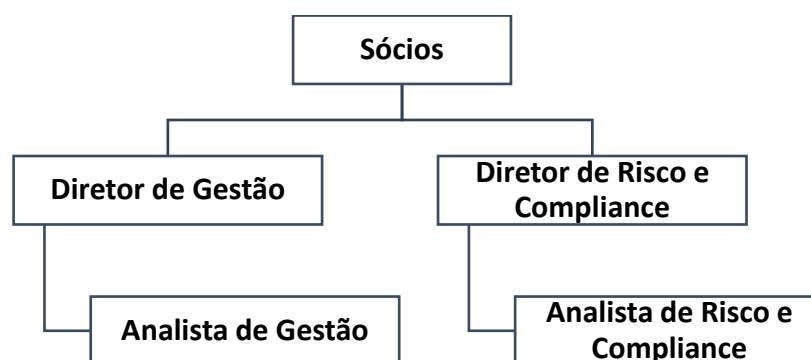 Sócios
Diretor de Gestão
Diretor de Risco e
Compliance
Analista de Gestão
Analista de Risco e
Compliance